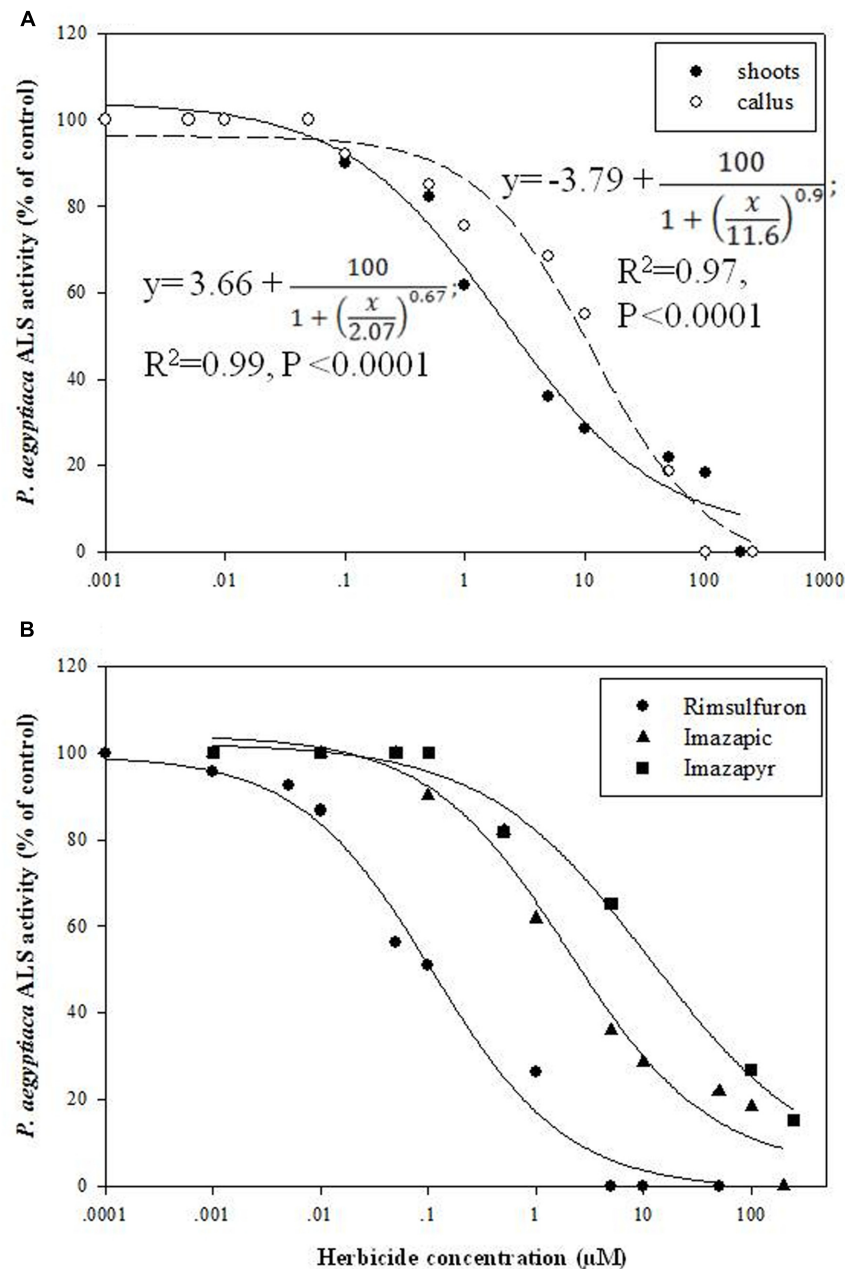 A
120
100
80
60
40
20
0
P. aegyptiaca ALS activity (% of control)
shoots
callus
y= -3.79 + 100 / 1 + (x/11.6)^0.9;
R²=0.97,
P<0.0001
y= 3.66 + 100 / 1 + (x/2.07)^0.67;
R²=0.99, P <0.0001
.001 .01 .1 1 10 100 1000
B
120
100
80
60
40
20
0
P. aegyptiaca ALS activity (% of control)
Rimsulfuron
Imazapic
Imazapyr
.0001 .001 .01 .1 1 10 100
Herbicide concentration (µM)